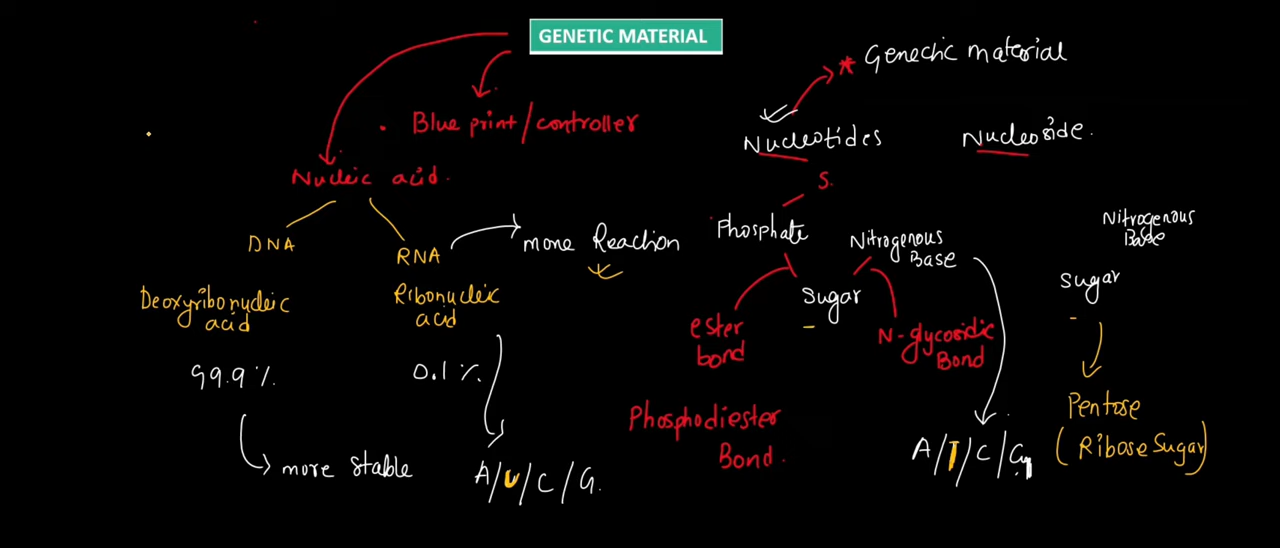 GENETIC MATERIAL
Genectic material
Blue print/controller
Nucleotides
Nucleoside.
Nucleic acid.
S.
DNA
RNA
more Reaction
Phosphate
Nitrogenous
Base
Nitrogenous
Base
Deoxyribonucleic
acid
Ribonucleic
acid
Sugar
Sugar
ester
bond
N-glycosidic
Bond
99.9%.
0.1%.
Phosphodiester
Bond.
Pentose
(Ribose Sugar)
more stable
A/U/C/G.
A/T/C/G